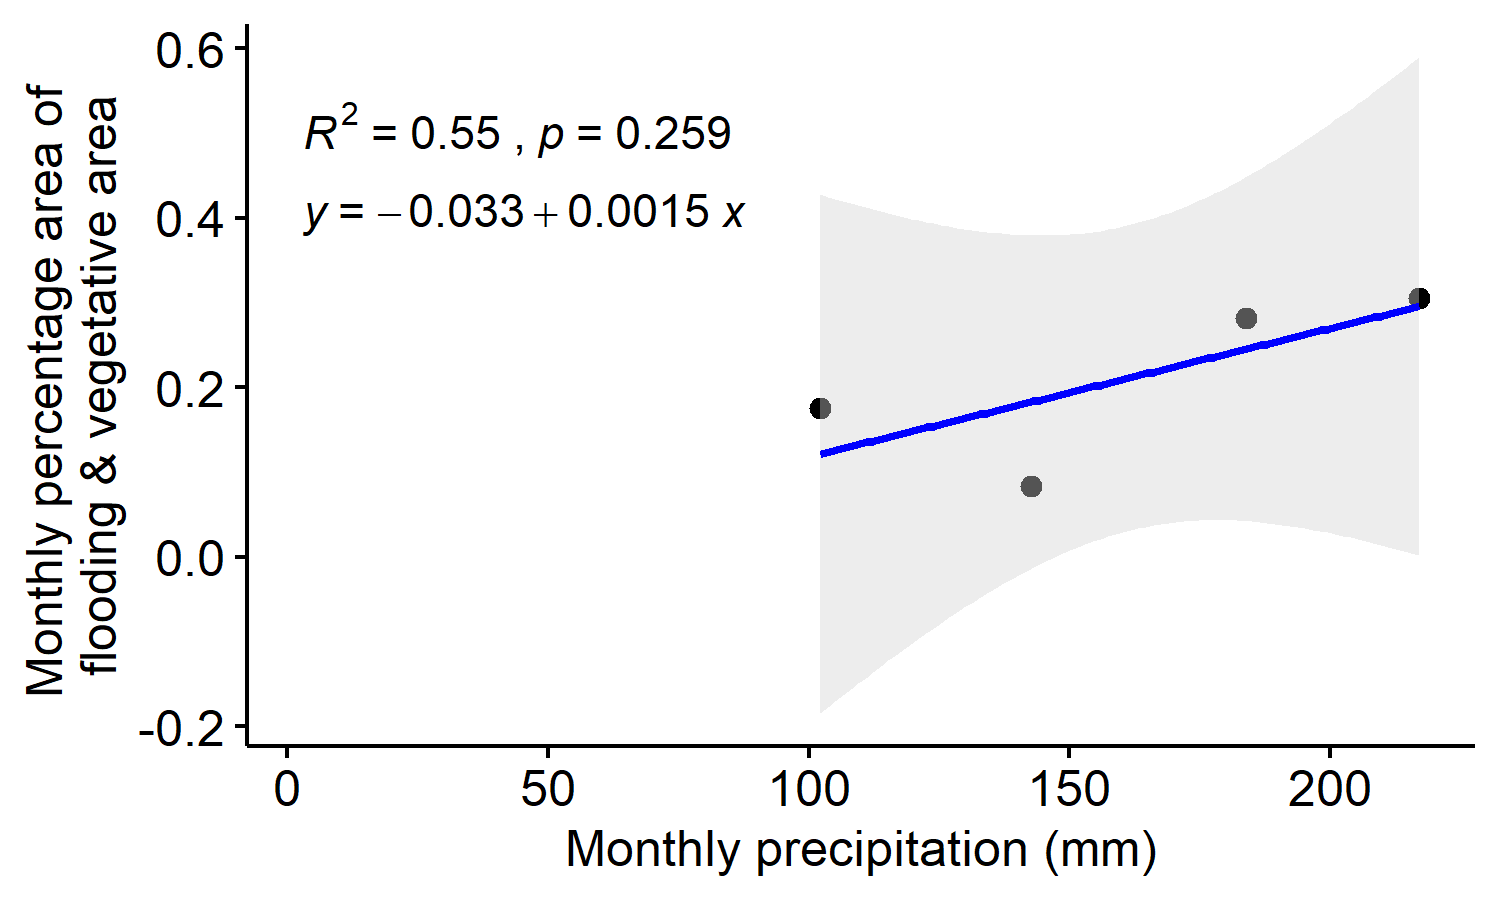 Monthly percentage area of
flooding & vegetative area
0.6
0.4
0.2
0.0
-0.2
R² = 0.55 , p = 0.259
y = −0.033 + 0.0015 x
0 50 100 150 200
Monthly precipitation (mm)